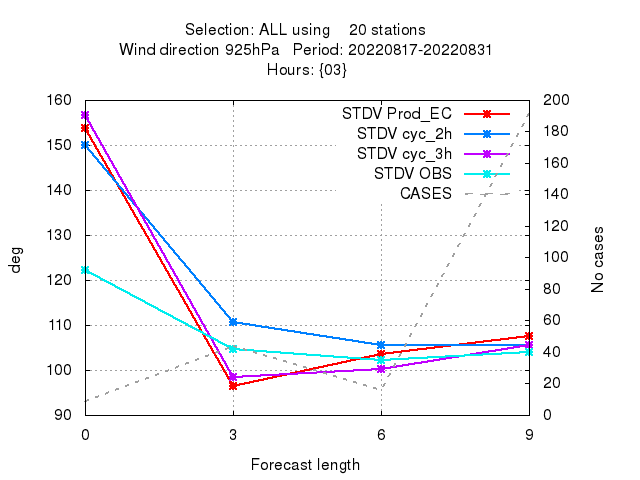 Selection: ALL using    20 stations
Wind direction 925hPa   Period: 20220817-20220831
Hours: {03}
160
150
140
130
120
110
100
90
deg
200
180
160
140
120
100
80
60
40
20
0
No cases
STDV Prod_EC
STDV cyc_2h
STDV cyc_3h
STDV OBS
CASES
0 3 6 9
Forecast length